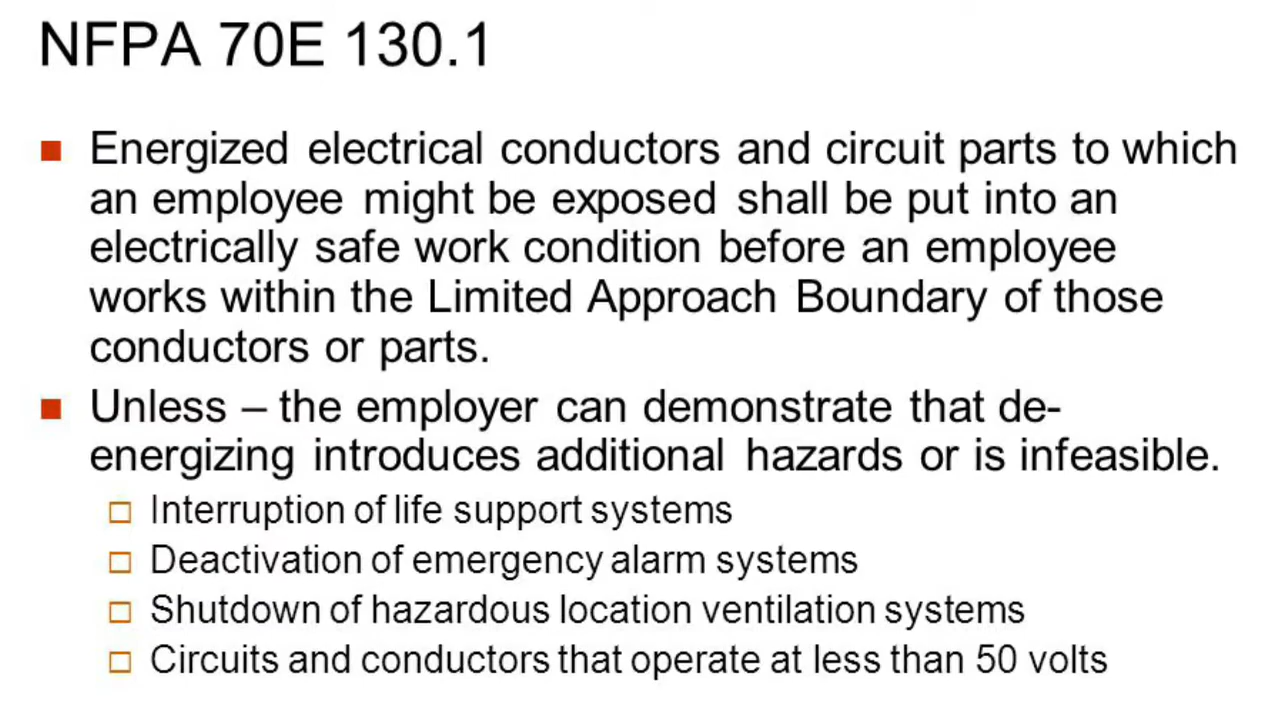 NFPA 70E 130.1
Energized electrical conductors and circuit parts to which
an employee might be exposed shall be put into an
electrically safe work condition before an employee
works within the Limited Approach Boundary of those
conductors or parts.
Unless – the employer can demonstrate that de-
energizing introduces additional hazards or is infeasible.
Interruption of life support systems
Deactivation of emergency alarm systems
Shutdown of hazardous location ventilation systems
Circuits and conductors that operate at less than 50 volts